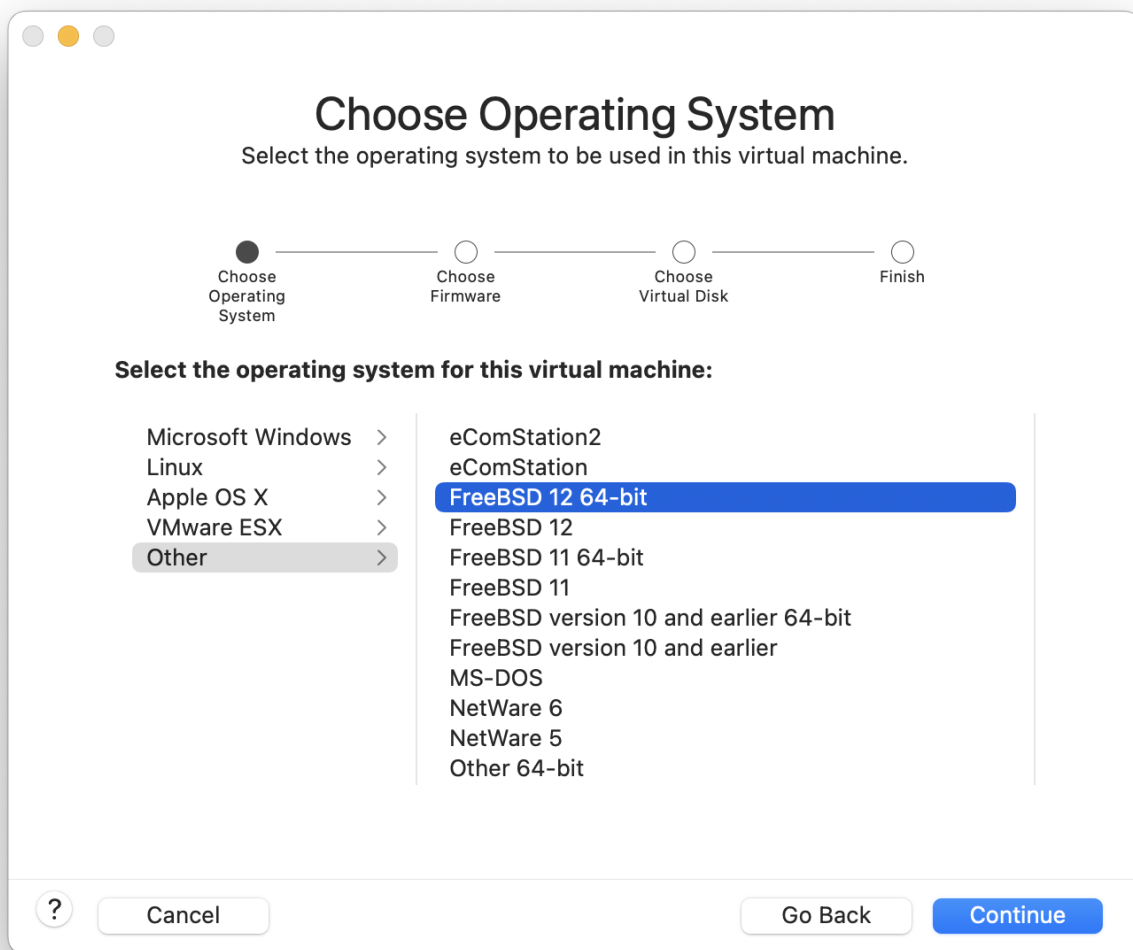 Choose Operating System
Select the operating system to be used in this virtual machine.
Choose
Operating
System
Choose
Firmware
Choose
Virtual Disk
Finish
Select the operating system for this virtual machine:
Microsoft Windows
Linux
Apple OS X
VMware ESX
Other
eComStation2
eComStation
FreeBSD 12 64-bit
FreeBSD 12
FreeBSD 11 64-bit
FreeBSD 11
FreeBSD version 10 and earlier 64-bit
FreeBSD version 10 and earlier
MS-DOS
NetWare 6
NetWare 5
Other 64-bit
?
Cancel
Go Back
Continue